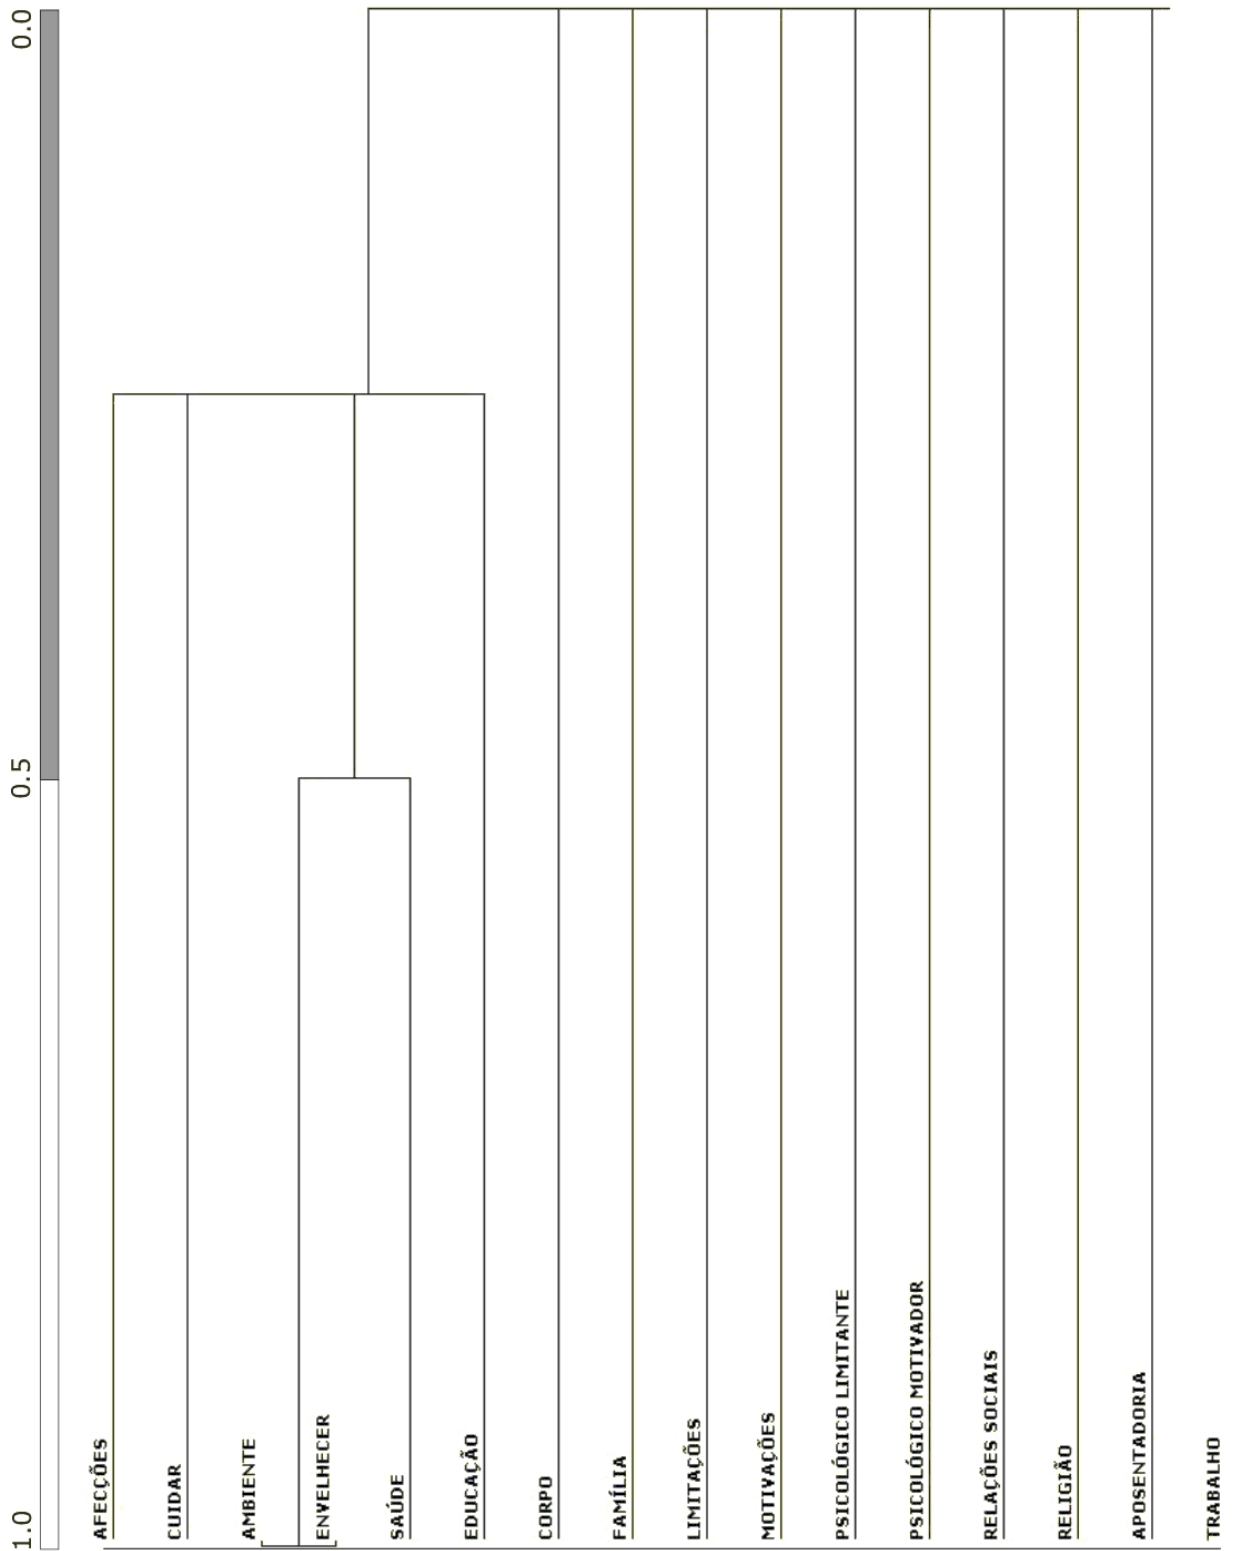 0.0
0.5
1.0
AFECÇÕES
CUIDAR
AMBIENTE
ENVELHECER
SAÚDE
EDUCAÇÃO
CORPO
FAMÍLIA
LIMITAÇÕES
MOTIVAÇÕES
PSICOLÓGICO LIMITANTE
PSICOLÓGICO MOTIVADOR
RELAÇÕES SOCIAIS
RELIGIÃO
APOSENTADORIA
TRABALHO